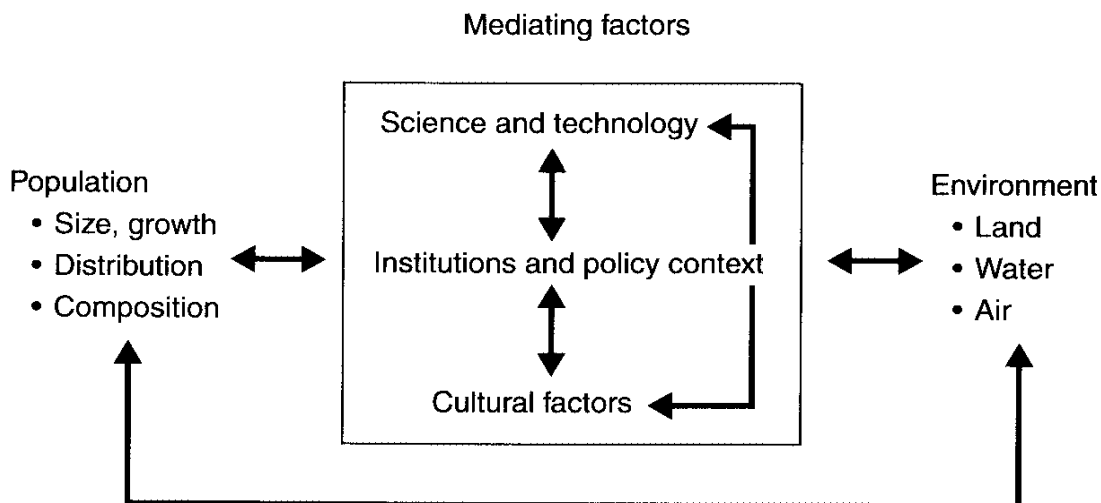 Mediating factors
Population
• Size, growth
• Distribution
• Composition
Science and technology
Institutions and policy context
Cultural factors
Environment
• Land
• Water
• Air